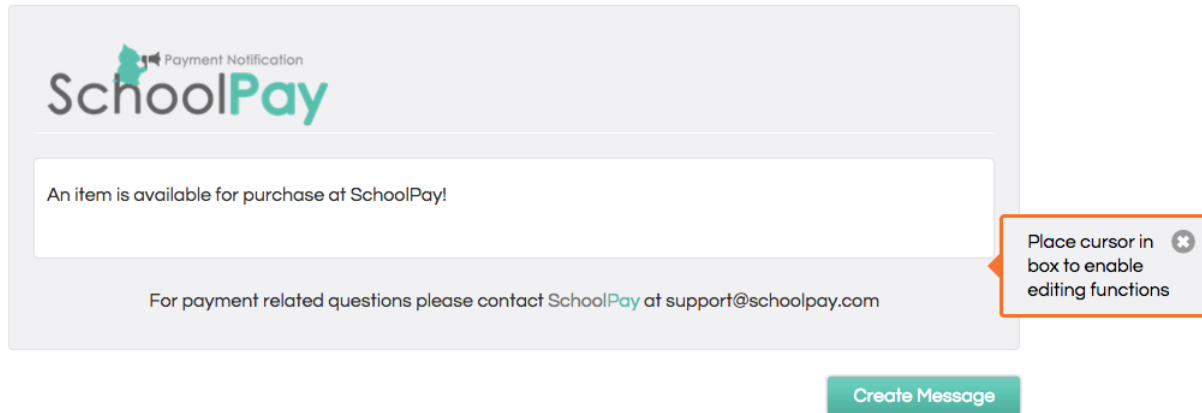 Payment Notification
SchoolPay
An item is available for purchase at SchoolPay!
Place cursor in
box to enable
editing functions
For payment related questions please contact SchoolPay at support@schoolpay.com
Create Message